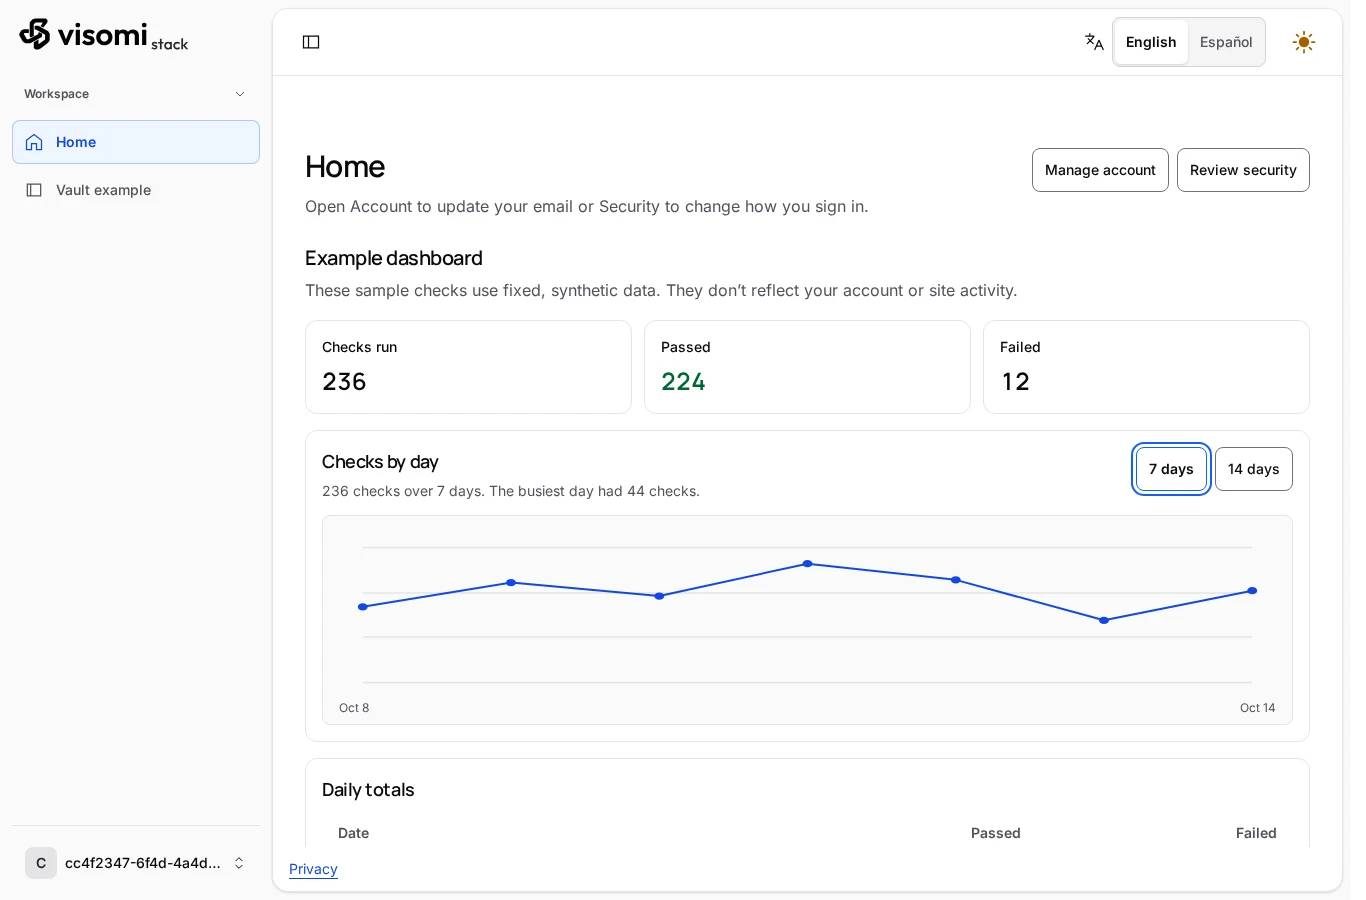 visomi stack
Workspace
Home
Vault example
cc4f2347-6f4d-4a4d...
C
English
Español
Home
Manage account
Review security
Open Account to update your email or Security to change how you sign in.
Example dashboard
These sample checks use fixed, synthetic data. They don’t reflect your account or site activity.
Checks run
236
Passed
224
Failed
12
Checks by day
7 days
14 days
236 checks over 7 days. The busiest day had 44 checks.
Oct 8
Oct 14
Daily totals
Date
Passed
Failed
Privacy